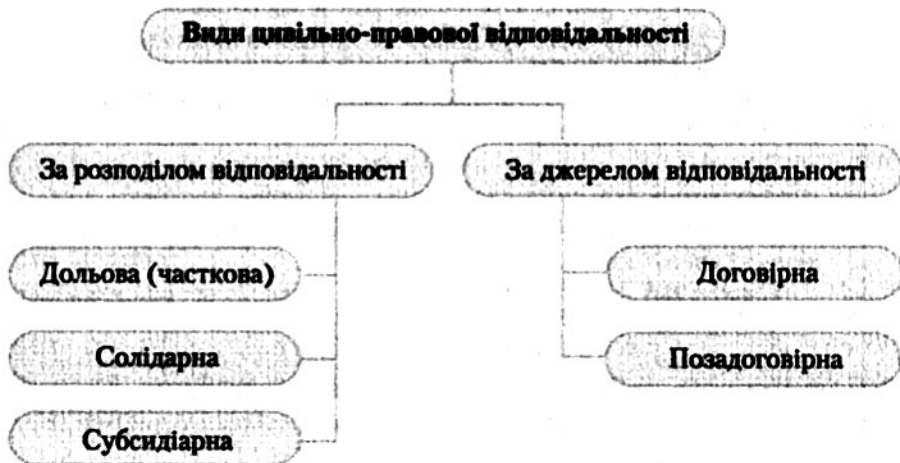 Види цивільно-правової відповідальності
За розподілом відповідальності
Дольова (часткова)
Солідарна
Субсидіарна
За джерелом відповідальності
Договірна
Позадоговірна